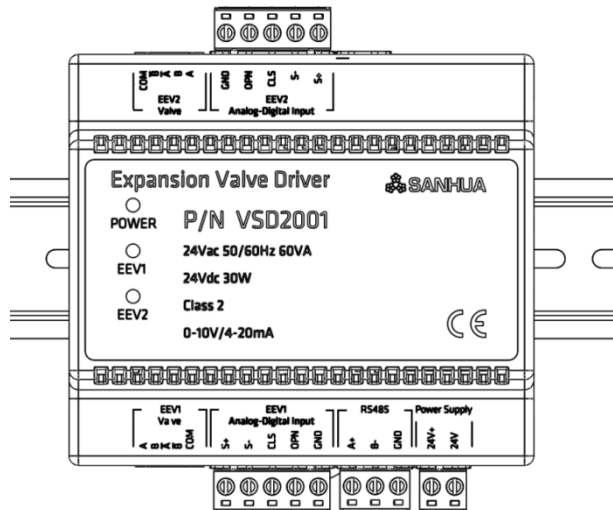 COM B̅ A̅ B A
GND OPN CLS S- S+
EEV2
Valve
EEV2
Analog-Digital Input
Expansion Valve Driver
SANHUA
POWER
P/N VSD2001
24Vac 50/60Hz 60VA
EEV1
24Vdc 30W
EEV2
Class 2
0-10V/4-20mA
CE
EEV1
Valve
EEV1
Analog-Digital Input
RS485
Power Supply
A B A̅ B̅ COM
S+ S- CLS OPN GND
A+ B- GND
24V+ 24V